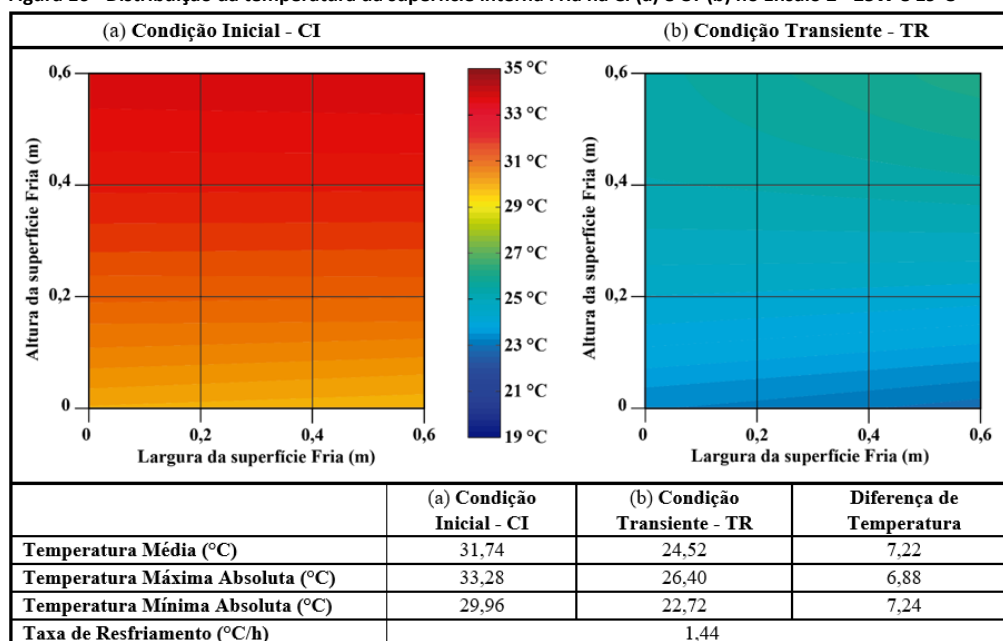 (a) Condição Inicial - CI
(b) Condição Transiente - TR
0,6
0,4
0,2
0
Altura da superfície Fria (m)
0
0,2
0,4
0,6
Largura da superfície Fria (m)
35 °C
33 °C
31 °C
29 °C
27 °C
25 °C
23 °C
21 °C
19 °C
0,6
0,4
0,2
0
Altura da superfície Fria (m)
0
0,2
0,4
0,6
Largura da superfície Fria (m)
(a) Condição Inicial - CI
(b) Condição Transiente - TR
Diferença de Temperatura
Temperatura Média (°C) 31,74 24,52 7,22
Temperatura Máxima Absoluta (°C) 33,28 26,40 6,88
Temperatura Mínima Absoluta (°C) 29,96 22,72 7,24
Taxa de Resfriamento (°C/h) 1,44